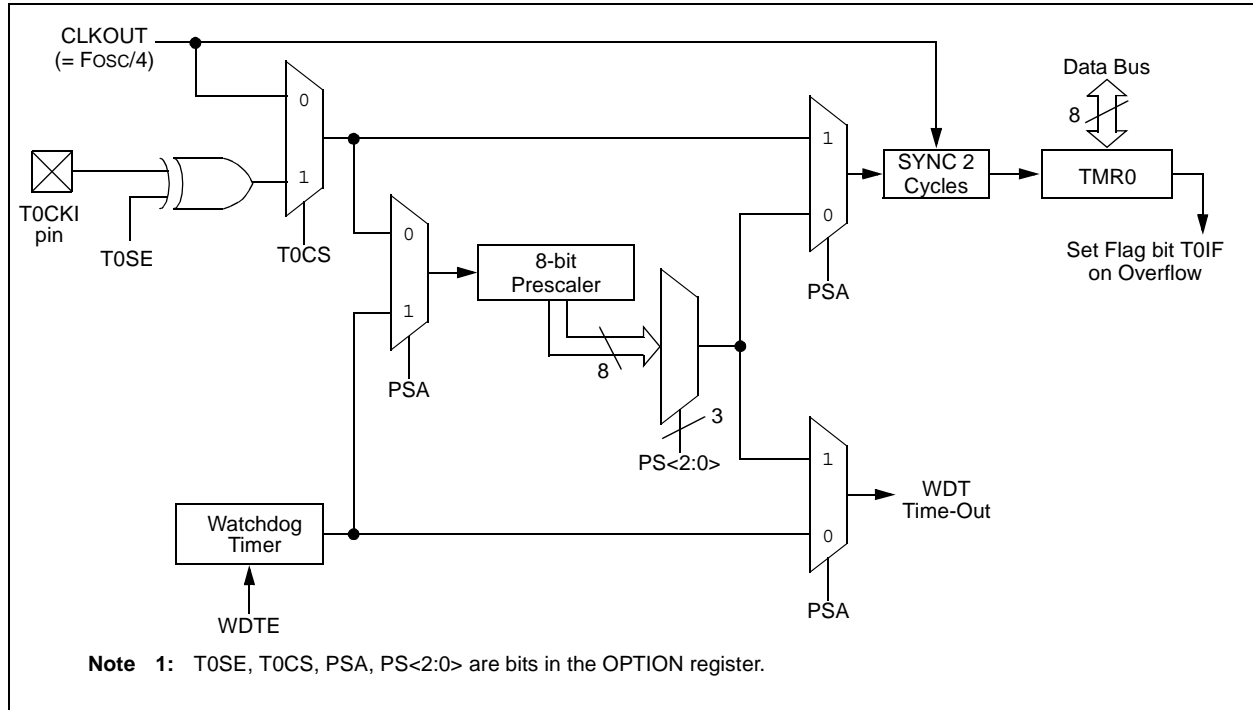 CLKOUT
(= FOSC/4)
Data Bus
8
0
1
1
0
SYNC 2
Cycles
TMR0
T0CKI
pin
T0SE
T0CS
0
1
8-bit
Prescaler
PSA
Set Flag bit T0IF
on Overflow
8
PSA
3
PS<2:0>
1
0
WDT
Time-Out
Watchdog
Timer
PSA
WDTE
Note 1: T0SE, T0CS, PSA, PS<2:0> are bits in the OPTION register.